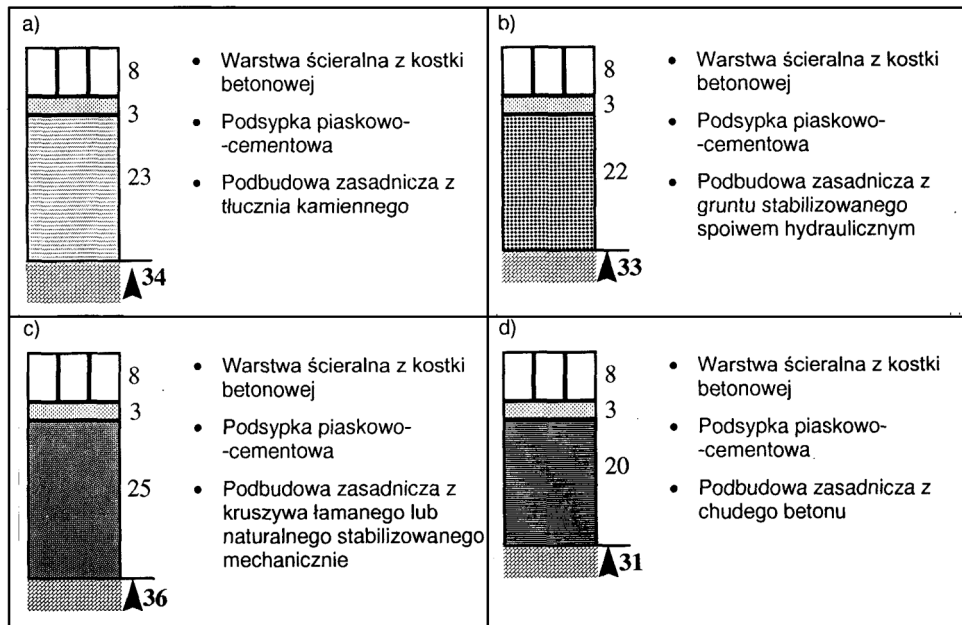 a)
8
3
23
34
• Warstwa ścieralna z kostki
betonowej
• Podsypka piaskowo-
-cementowa
• Podbudowa zasadnicza z
tłucznia kamiennego
b)
8
3
22
33
• Warstwa ścieralna z kostki
betonowej
• Podsypka piaskowo-
-cementowa
• Podbudowa zasadnicza z
gruntu stabilizowanego
spoiwem hydraulicznym
c)
8
3
25
36
• Warstwa ścieralna z kostki
betonowej
• Podsypka piaskowo-
-cementowa
• Podbudowa zasadnicza z
kruszywa łamanego lub
naturalnego stabilizowanego
mechanicznie
d)
8
3
20
31
• Warstwa ścieralna z kostki
betonowej
• Podsypka piaskowo-
-cementowa
• Podbudowa zasadnicza z
chudego betonu